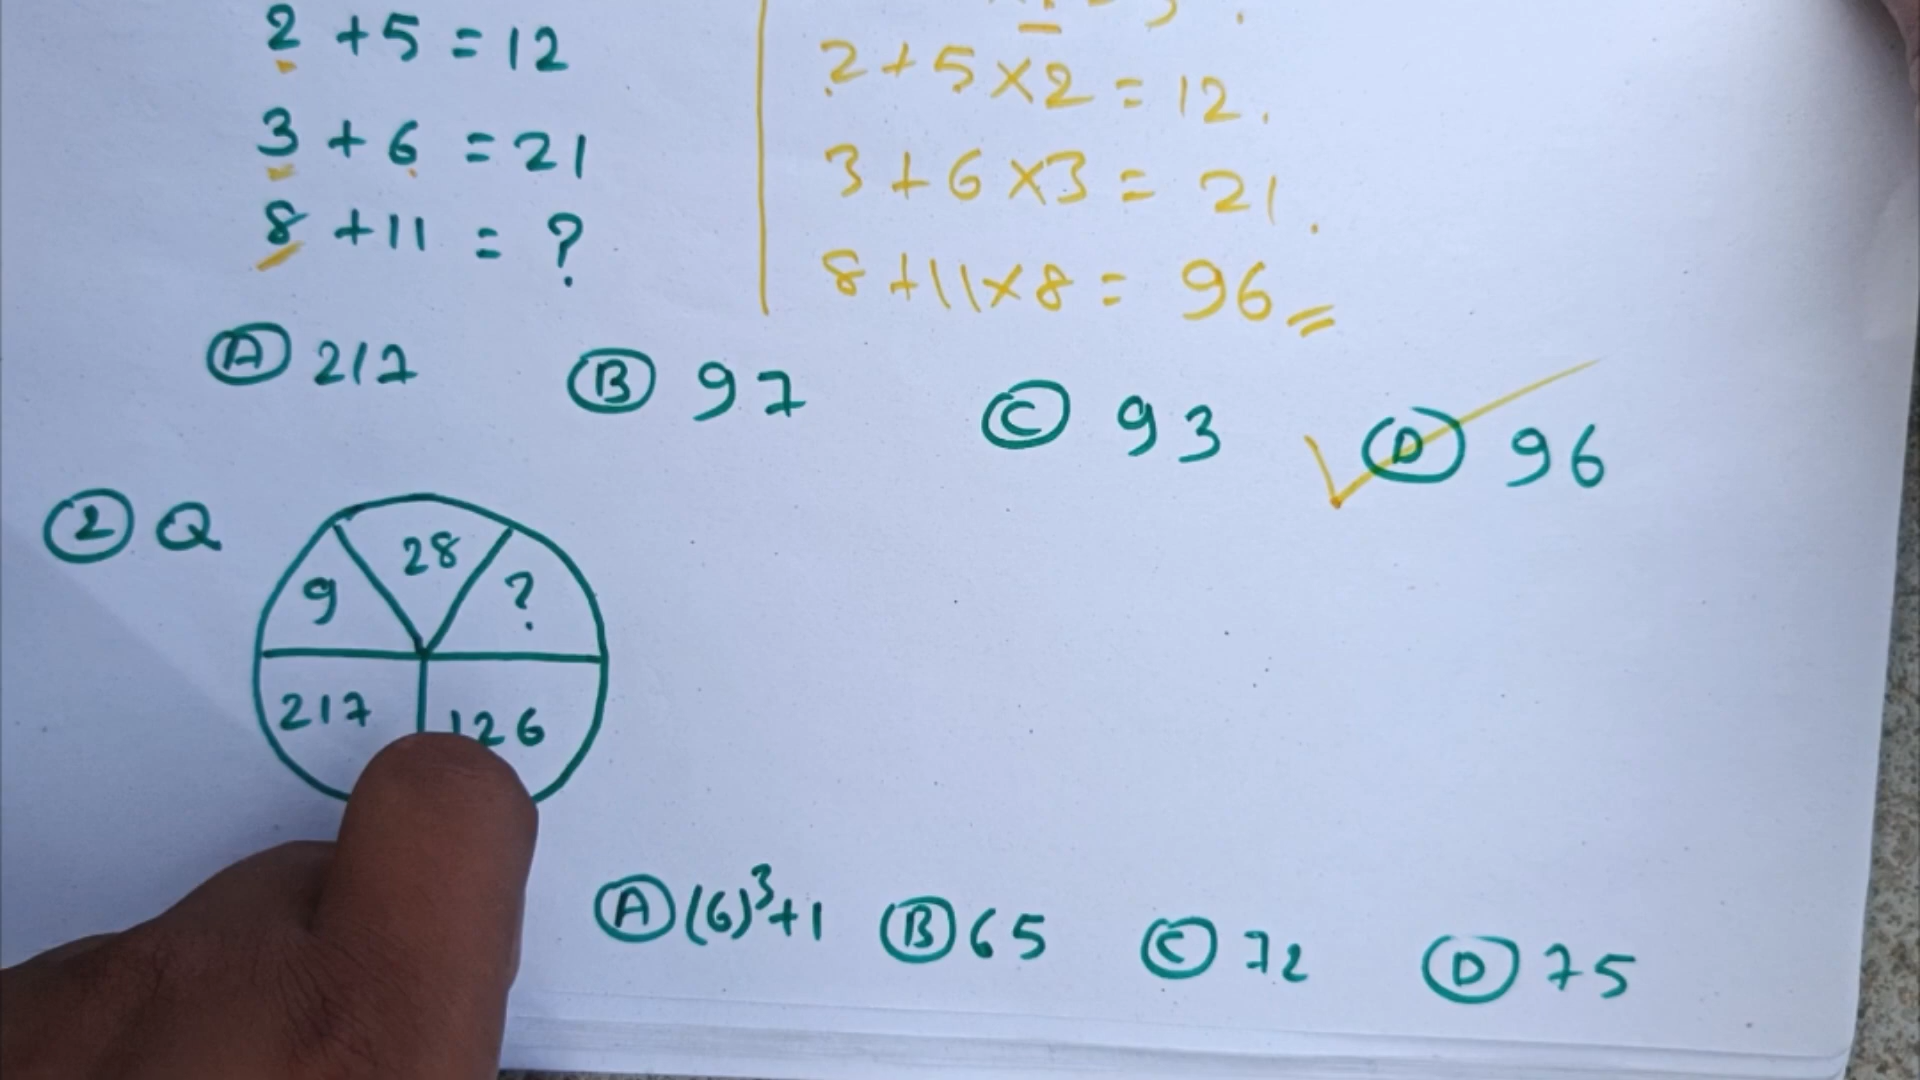 2 + 5 = 12
3 + 6 = 21
8 + 11 = ?
2 + 5 × 2 = 12.
3 + 6 × 3 = 21.
8 + 11 × 8 = 96
A 217 B 97 C 93 D 96
2 Q
28
9 ?
217 126
A (6)³+1 B 65 C 72 D 75